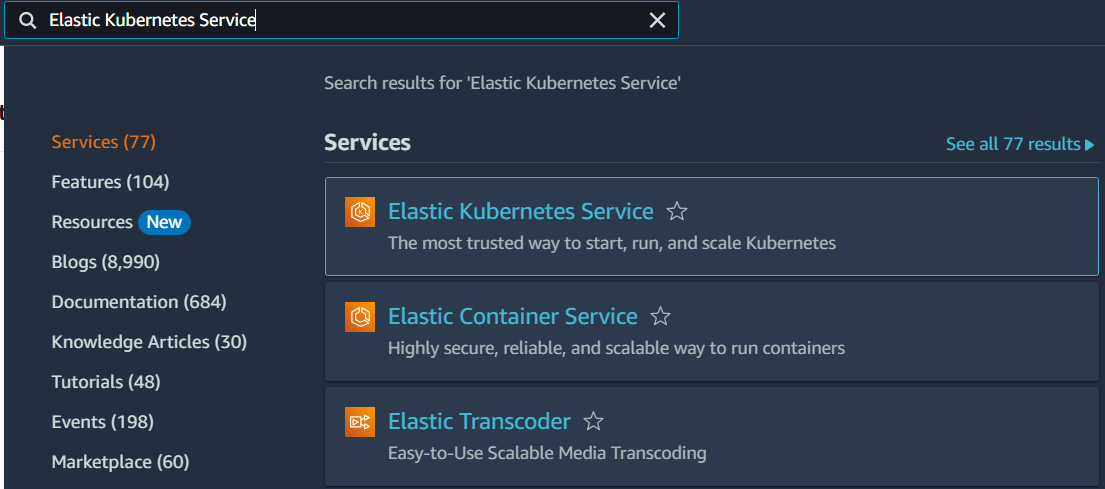 Elastic Kubernetes Service
Search results for 'Elastic Kubernetes Service'
Services (77)
Features (104)
Resources New
Blogs (8,990)
Documentation (684)
Knowledge Articles (30)
Tutorials (48)
Events (198)
Marketplace (60)
Services
See all 77 results
Elastic Kubernetes Service
The most trusted way to start, run, and scale Kubernetes
Elastic Container Service
Highly secure, reliable, and scalable way to run containers
Elastic Transcoder
Easy-to-Use Scalable Media Transcoding